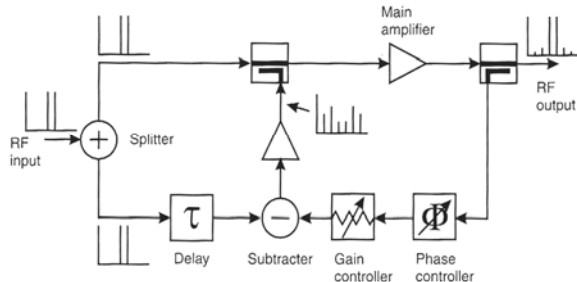 Main
amplifier
RF
output
RF
input
+
Splitter
τ
−
Φ
Delay
Subtracter
Gain
controller
Phase
controller